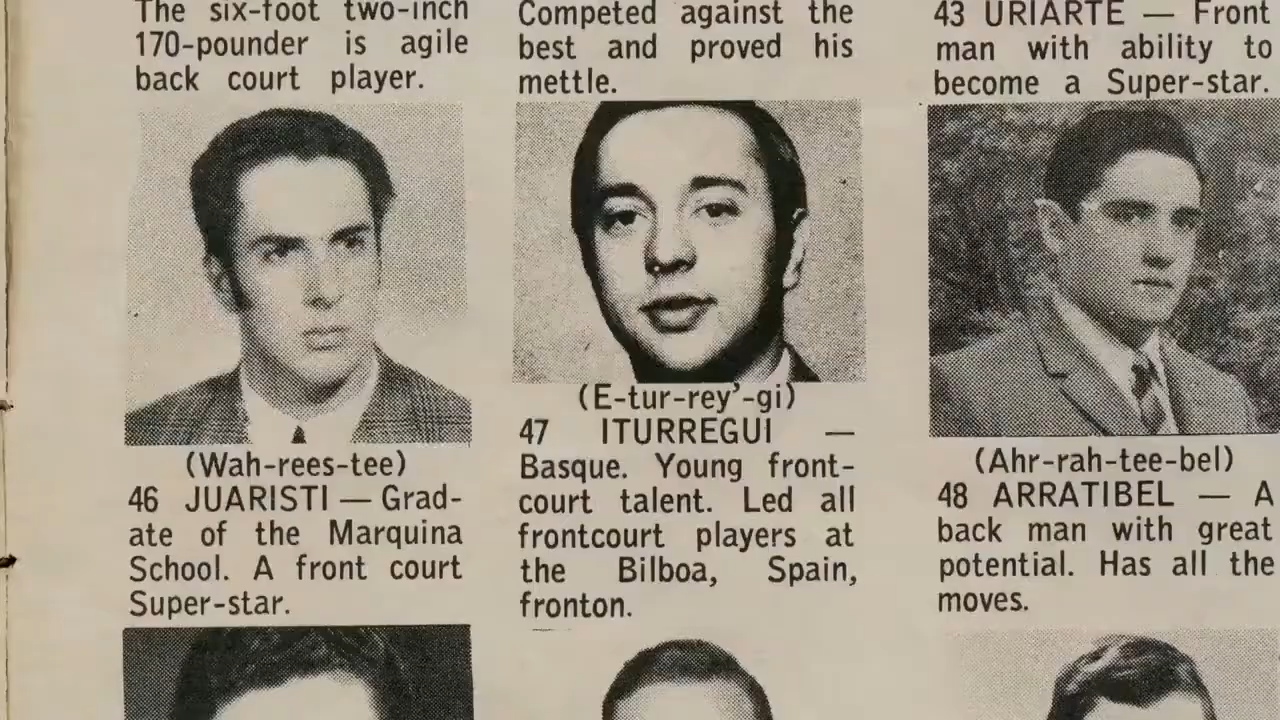 The six-foot two-inch
170-pounder is agile
back court player.
(Wah-rees-tee)
46 JUARISTI — Grad-
ate of the Marquina
School. A front court
Super-star.
Competed against the
best and proved his
mettle.
(E-tur-rey'-gi)
47 ITURREGUI —
Basque. Young front-
court talent. Led all
frontcourt players at
the Bilboa, Spain,
fronton.
43 URIARTE — Front
man with ability to
become a Super-star.
(Ahr-rah-tee-bel)
48 ARRATIBEL — A
back man with great
potential. Has all the
moves.